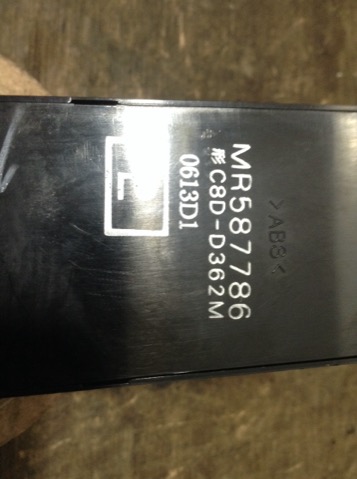 >ABS<
MR587786
形 C8D-D362M
0613D1
L